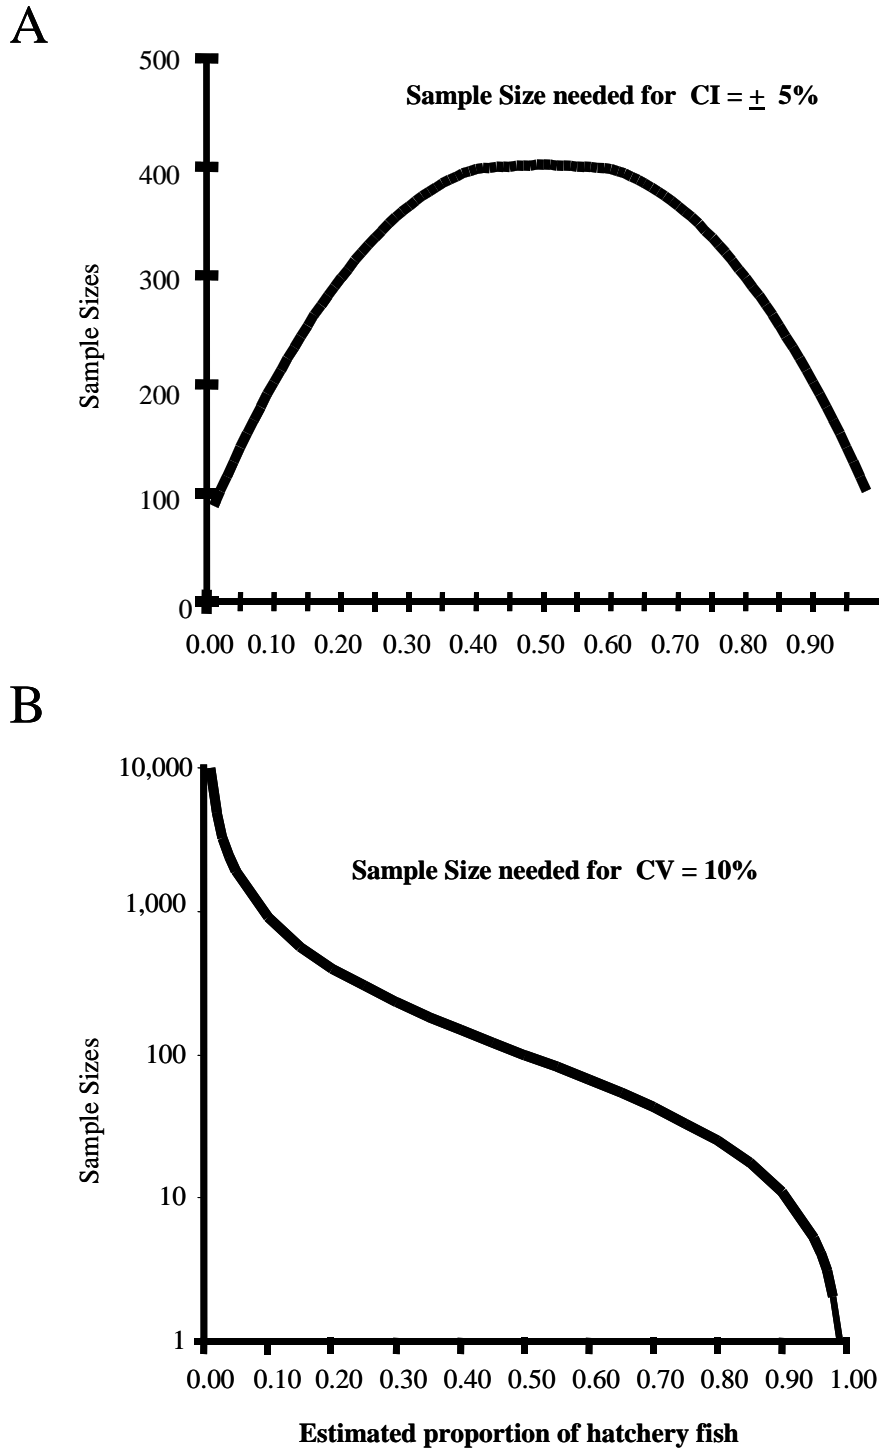 A
500
Sample Size needed for CI = + 5%
400
300
Sample Sizes
200
100
0
0.00 0.10 0.20 0.30 0.40 0.50 0.60 0.70 0.80 0.90
B
10,000
Sample Size needed for CV = 10%
1,000
100
Sample Sizes
10
1
0.00 0.10 0.20 0.30 0.40 0.50 0.60 0.70 0.80 0.90 1.00
Estimated proportion of hatchery fish